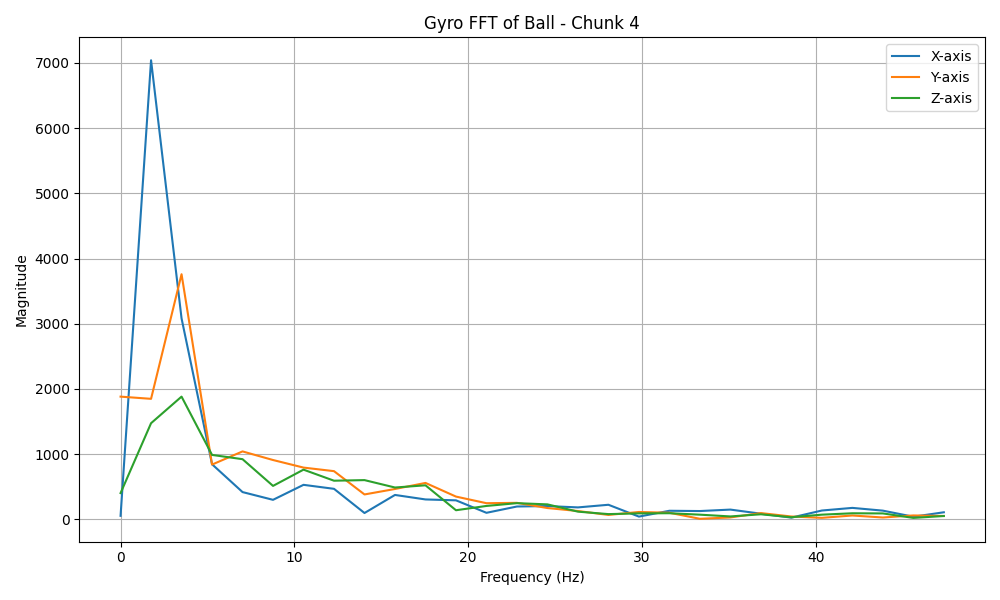 Gyro FFT of Ball - Chunk 4
X-axis
Y-axis
Z-axis
7000
6000
5000
4000
3000
2000
1000
0
Magnitude
0 10 20 30 40
Frequency (Hz)